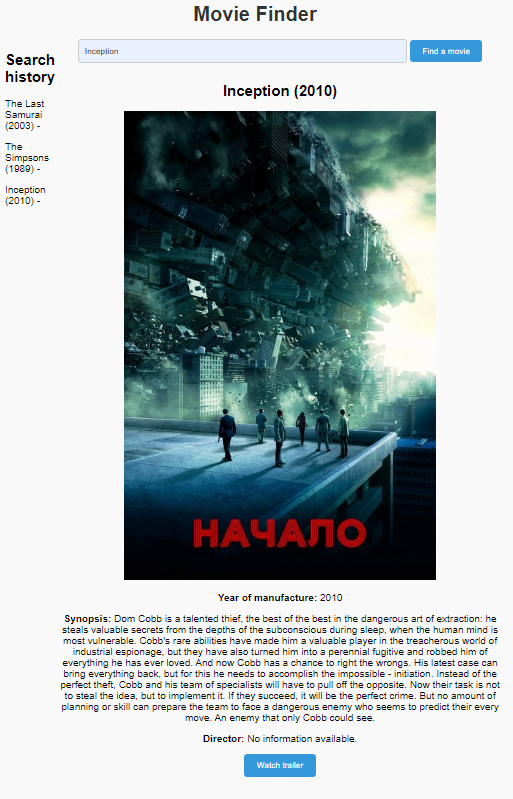 Movie Finder
Inception
Find a movie
Search
history
The Last
Samurai
(2003) -
The
Simpsons
(1989) -
Inception
(2010) -
Inception (2010)
НАЧАЛО
Year of manufacture: 2010
Synopsis: Dom Cobb is a talented thief, the best of the best in the dangerous art of extraction: he
steals valuable secrets from the depths of the subconscious during sleep, when the human mind is
most vulnerable. Cobb's rare abilities have made him a valuable player in the treacherous world of
industrial espionage, but they have also turned him into a perennial fugitive and robbed him of
everything he has ever loved. And now Cobb has a chance to right the wrongs. His latest case can
bring everything back, but for this he needs to accomplish the impossible - initiation. Instead of the
perfect theft, Cobb and his team of specialists will have to pull off the opposite. Now their task is not
to steal the idea, but to implement it. If they succeed, it will be the perfect crime. But no amount of
planning or skill can prepare the team to face a dangerous enemy who seems to predict their every
move. An enemy that only Cobb could see.
Director: No information available.
Watch trailer